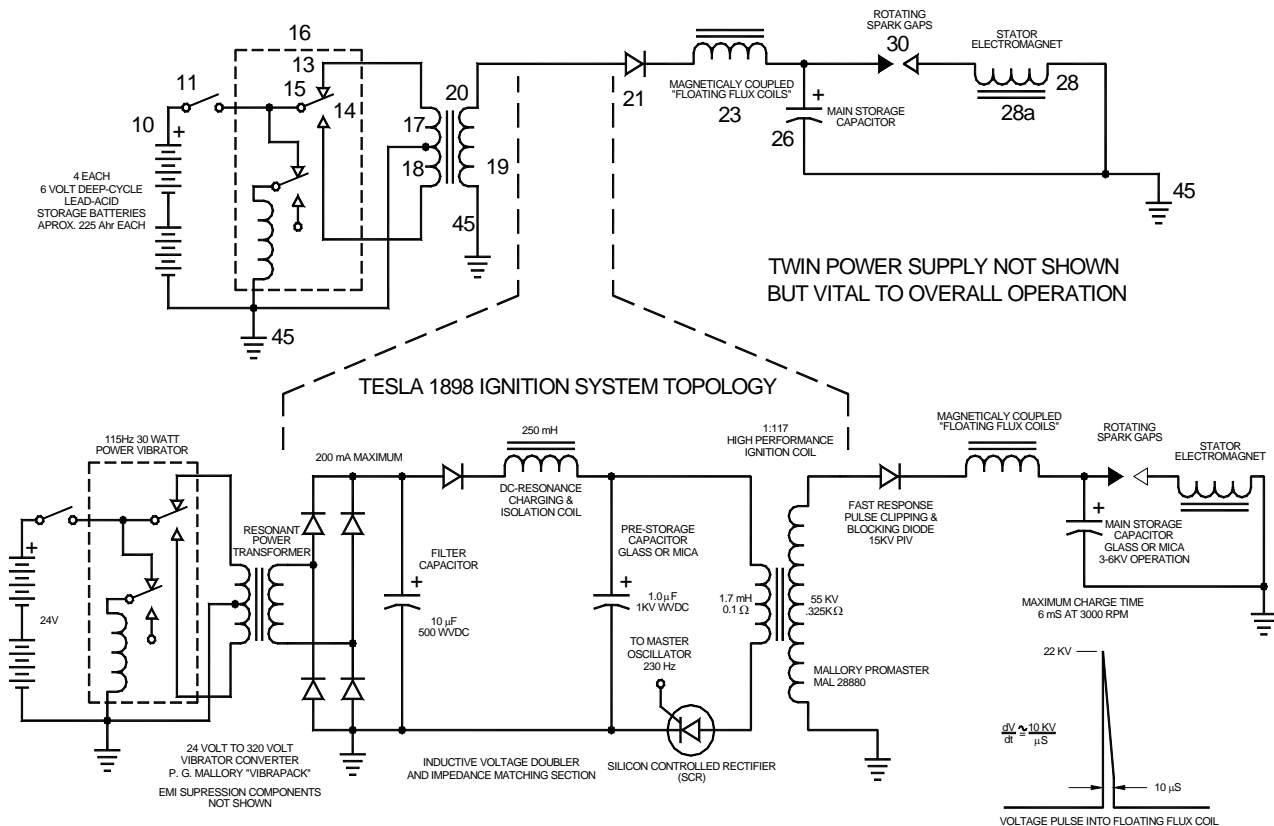 16
13
11
15
14
10
+
17
18
20
19
45
4 EACH
6 VOLT DEEP-CYCLE
LEAD-ACID
STORAGE BATTERIES
APROX. 225 Ahr EACH
45
21
MAGNETICALY COUPLED
"FLOATING FLUX COILS"
23
+
MAIN STORAGE
CAPACITOR
26
ROTATING
SPARK GAPS
30
STATOR
ELECTROMAGNET
28
28a
45
TWIN POWER SUPPLY NOT SHOWN
BUT VITAL TO OVERALL OPERATION
TESLA 1898 IGNITION SYSTEM TOPOLOGY
115Hz 30 WATT
POWER VIBRATOR
+
24V
RESONANT
POWER
TRANSFORMER
24 VOLT TO 320 VOLT
VIBRATOR CONVERTER
P. G. MALLORY "VIBRAPACK"
EMI SUPRESSION COMPONENTS
NOT SHOWN
200 mA MAXIMUM
FILTER
CAPACITOR
+
10 µF
500 WVDC
250 mH
DC-RESONANCE
CHARGING &
ISOLATION COIL
PRE-STORAGE
CAPACITOR
GLASS OR MICA
+
1.0 µF
1KV WVDC
TO MASTER
OSCILLATOR
230 Hz
INDUCTIVE VOLTAGE DOUBLER
AND IMPEDANCE MATCHING SECTION
SILICON CONTROLLED RECTIFIER
(SCR)
1:117
HIGH PERFORMANCE
IGNITION COIL
1.7 mH
0.1 Ω
55 KV
.325KΩ
MALLORY PROMASTER
MAL 28880
FAST RESPONSE
PULSE CLIPPING &
BLOCKING DIODE
15KV PIV
MAGNETICALY COUPLED
"FLOATING FLUX COILS"
ROTATING
SPARK GAPS
STATOR
ELECTROMAGNET
+
MAIN STORAGE
CAPACITOR
GLASS OR MICA
3-6KV OPERATION
MAXIMUM CHARGE TIME
6 mS AT 3000 RPM
22 KV
dV/dt ≈ 10 KV/µS
10 µS
VOLTAGE PULSE INTO FLOATING FLUX COIL